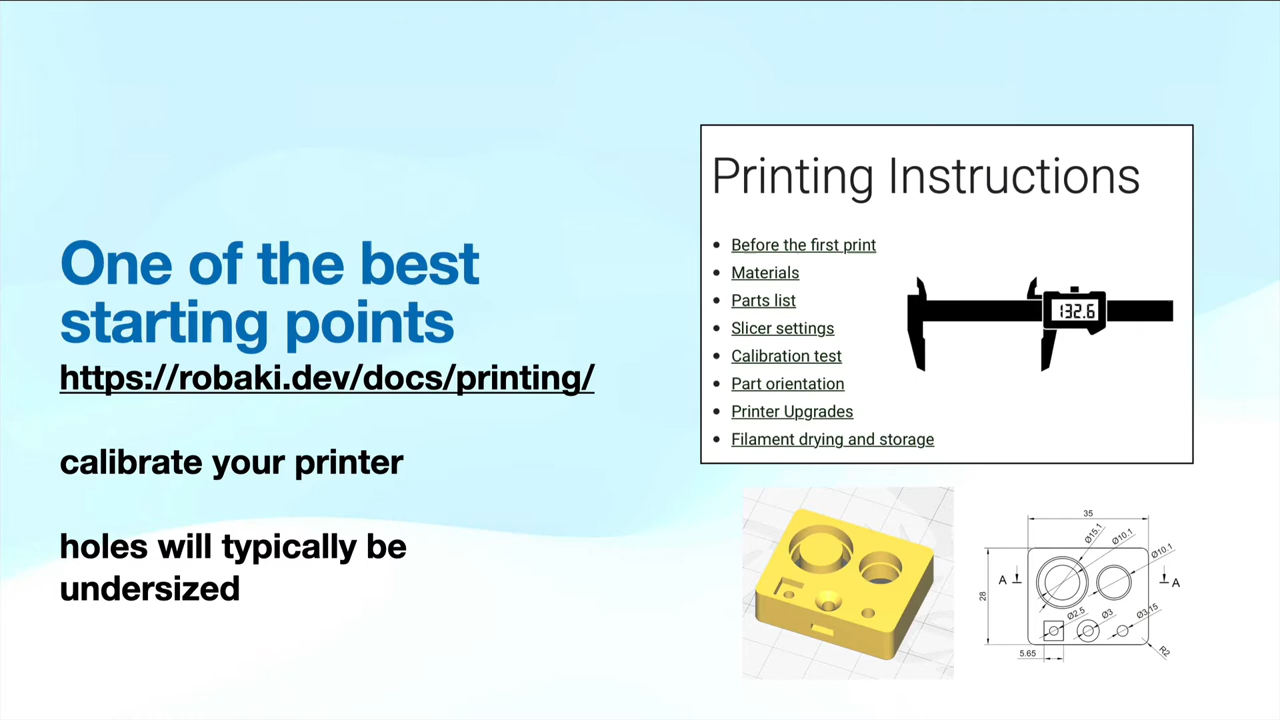 One of the best
starting points
https://robaki.dev/docs/printing/
calibrate your printer
holes will typically be
undersized
Printing Instructions
Before the first print
Materials
Parts list
Slicer settings
Calibration test
Part orientation
Printer Upgrades
Filament drying and storage
132.6
35
Ø15.1
Ø10.1
Ø10.1
A
A
28
Ø2.5
Ø3
Ø3.15
5.65
R2